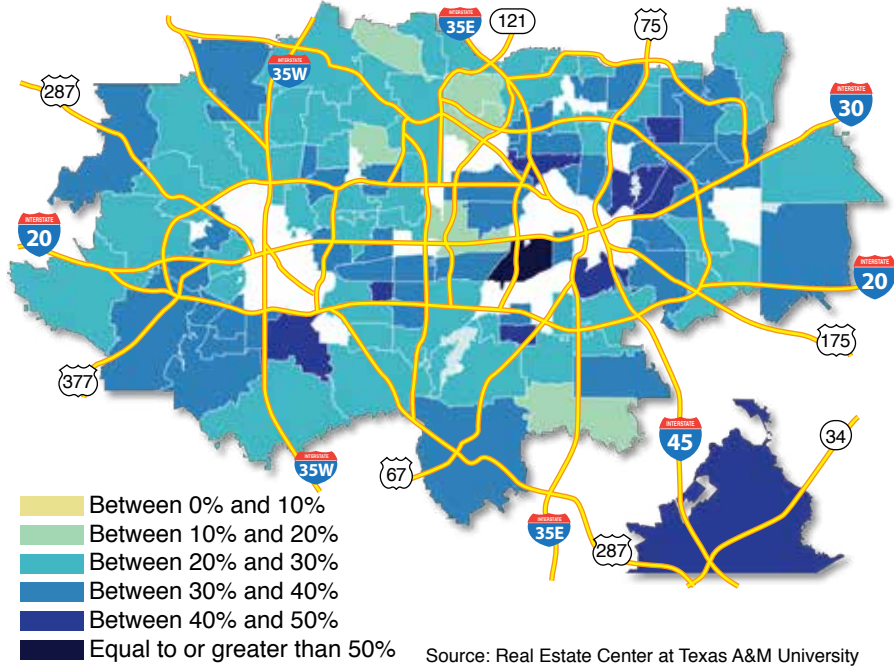 INTERSTATE
35E
121
75
INTERSTATE
35W
287
INTERSTATE
30
INTERSTATE
20
INTERSTATE
20
175
377
INTERSTATE
45
34
INTERSTATE
35W
67
INTERSTATE
35E
287
Between 0% and 10%
Between 10% and 20%
Between 20% and 30%
Between 30% and 40%
Between 40% and 50%
Equal to or greater than 50%
Source: Real Estate Center at Texas A&M University